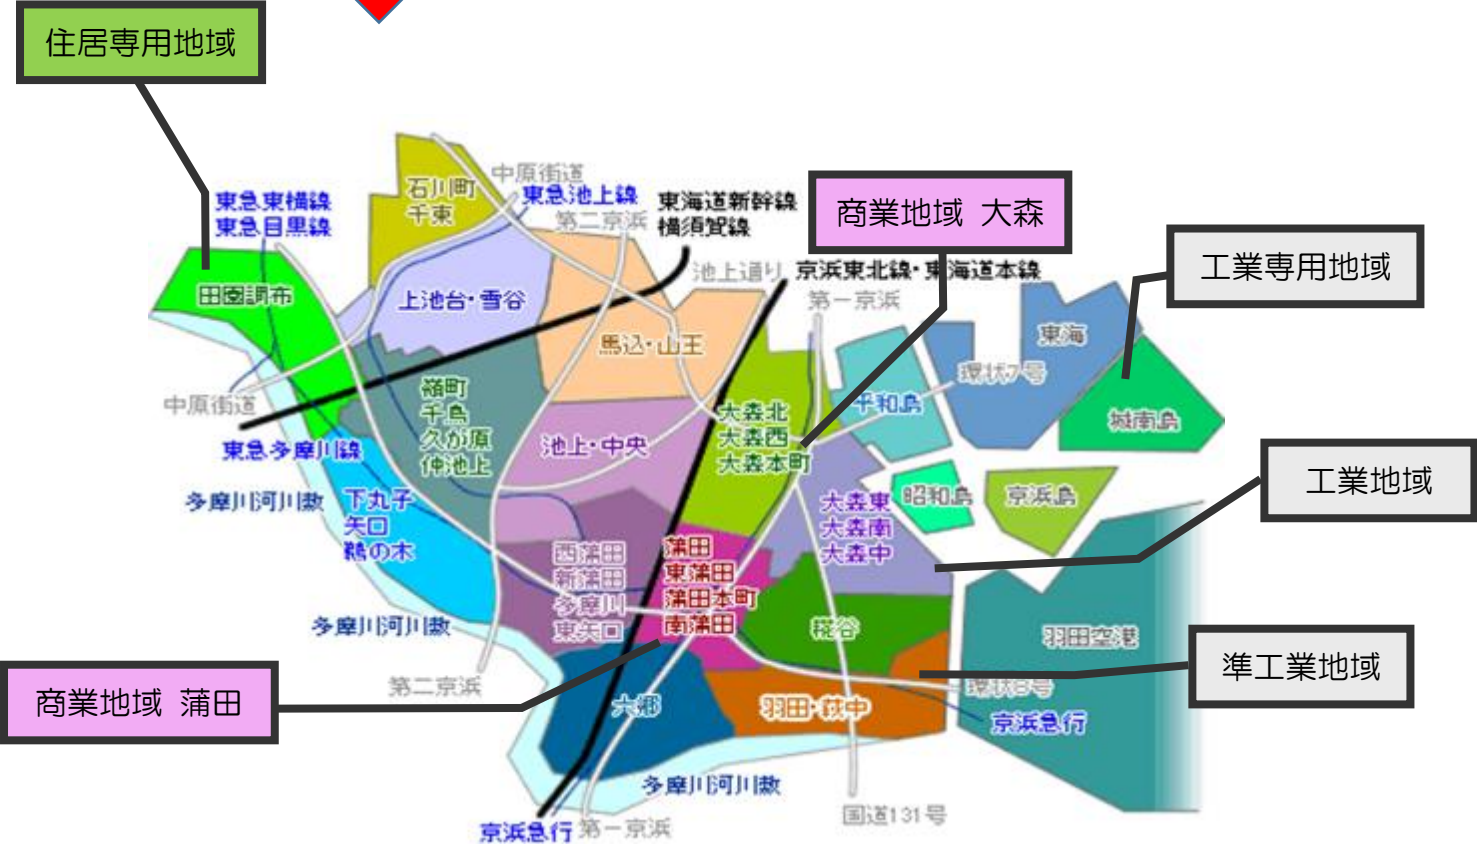 住居専用地域
石川町
千束
中原街道
東急池上線
第二京浜
東海道新幹線
横須賀線
東急東横線
東急目黒線
商業地域 大森
池上通り
京浜東北線・東海道本線
工業専用地域
田園調布
上池台・雪谷
第一京浜
馬込・山王
東海
環状7号
中原街道
嶺町
千鳥
久が原
仲池上
平和島
大森北
大森西
大森本町
城南島
東急多摩川線
池上・中央
工業地域
多摩川河川敷
下丸子
矢口
鵜の木
大森東
大森南
大森中
昭和島
京浜島
西蒲田
新蒲田
多摩川
東矢口
蒲田
東蒲田
蒲田本町
南蒲田
多摩川河川敷
糀谷
羽田空港
準工業地域
第二京浜
商業地域 蒲田
六郷
羽田・萩中
環状8号
京浜急行
多摩川河川敷
国道131号
京浜急行
第一京浜